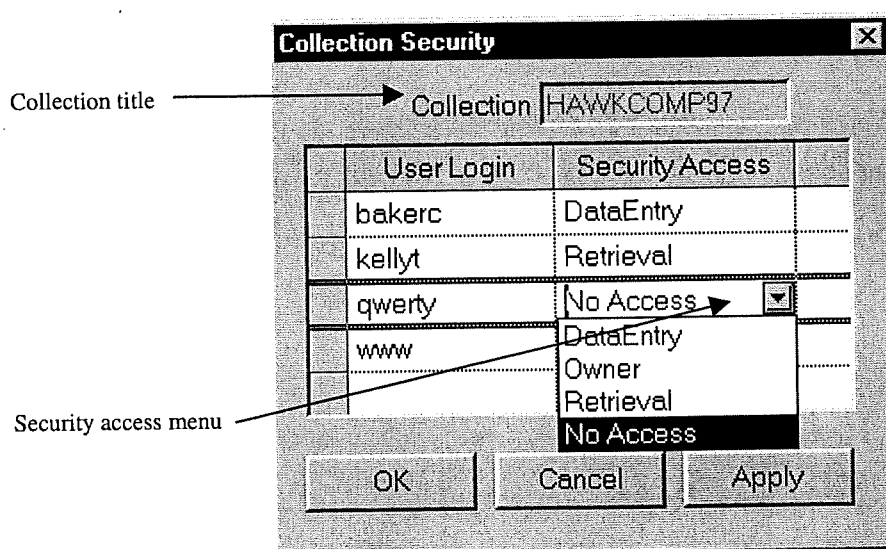 Collection Security
Collection title
Collection HAWKCOMP97
User Login Security Access
bakerc DataEntry
kellyt Retrieval
qwerty No Access
www DataEntry
Owner
Retrieval
Security access menu
No Access
OK Cancel Apply